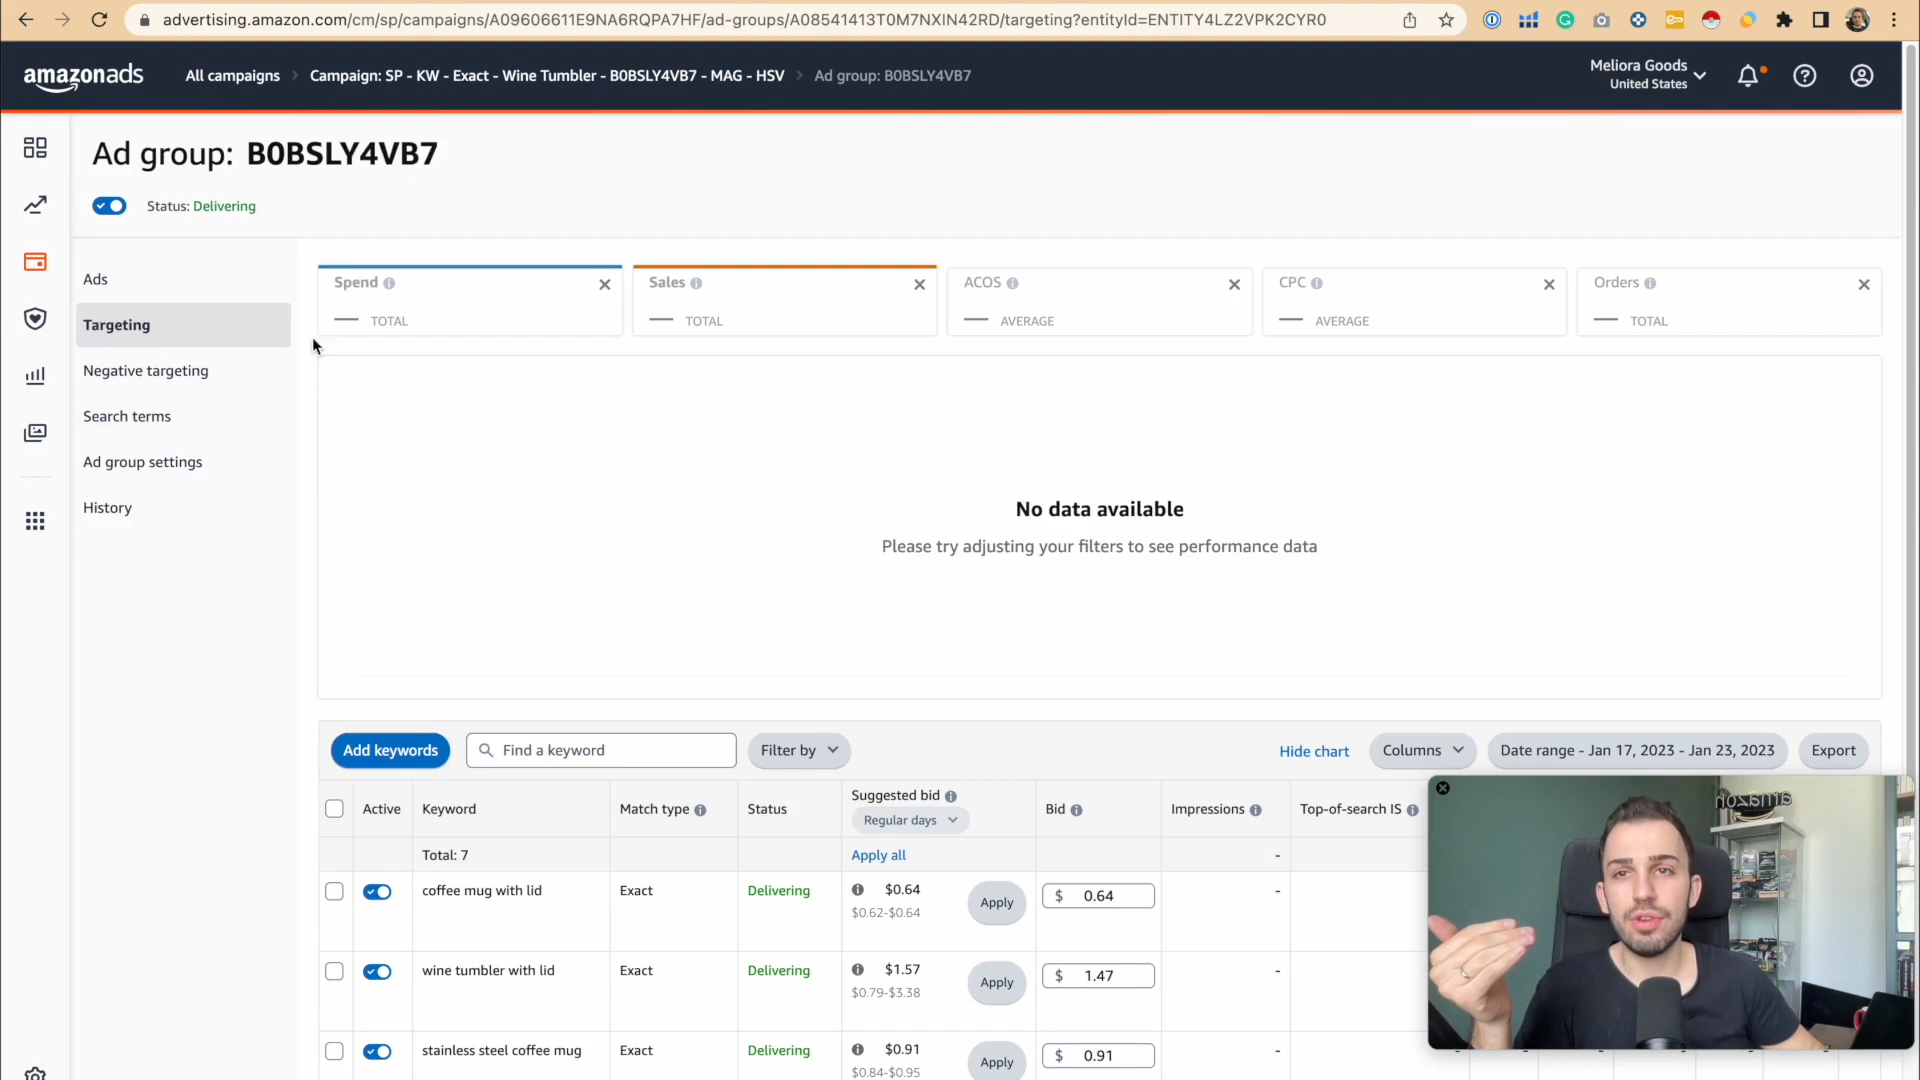 advertising.amazon.com/cm/sp/campaigns/A09606611E9NA6RQPA7HF/ad-groups/A08541413T0M7NXIN42RD/targeting?entityId=ENTITY4LZ2VPK2CYR0
amazonads
All campaigns > Campaign: SP - KW - Exact - Wine Tumbler - B0BSLY4VB7 - MAG - HSV > Ad group: B0BSLY4VB7
Meliora Goods
United States
Ad group: B0BSLY4VB7
Status: Delivering
Ads
Targeting
Negative targeting
Search terms
Ad group settings
History
Spend Sales ACOS CPC Orders
TOTAL TOTAL AVERAGE AVERAGE TOTAL
No data available
Please try adjusting your filters to see performance data
Add keywords Find a keyword Filter by Hide chart Columns Date range - Jan 17, 2023 - Jan 23, 2023 Export
Active Keyword Match type Status Suggested bid Bid Impressions Top-of-search IS
Regular days
Total: 7 Apply all -
coffee mug with lid Exact Delivering $0.64 Apply $ 0.64 -
$0.62-$0.64
wine tumbler with lid Exact Delivering $1.57 Apply $ 1.47 -
$0.79-$3.38
stainless steel coffee mug Exact Delivering $0.91 Apply $ 0.91 -
$0.84-$0.95
amazon